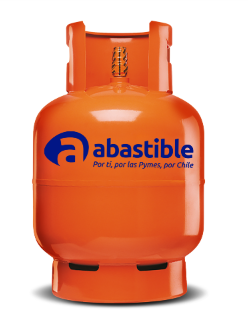 abastible
Por ti, por las Pymes, por Chile